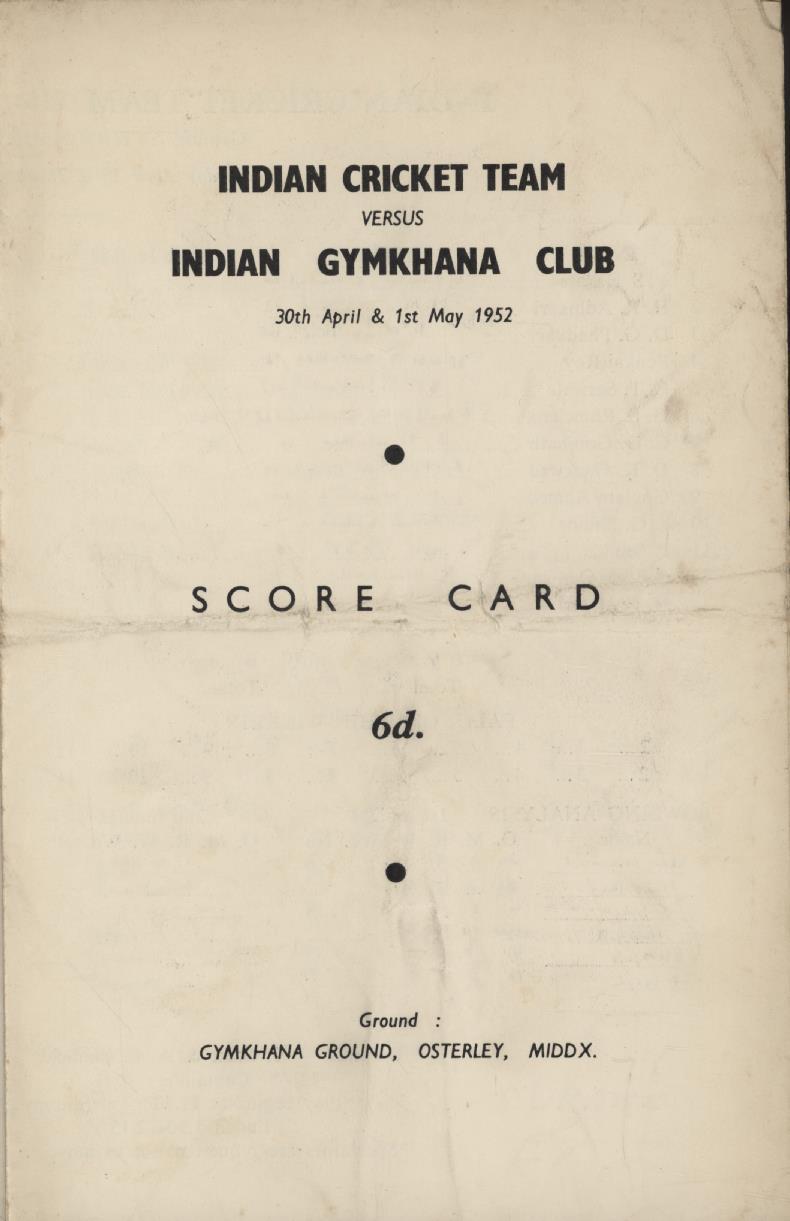 INDIAN CRICKET TEAM
VERSUS
INDIAN GYMKHANA CLUB
30th April & 1st May 1952
SCORE CARD
6d.
Ground :
GYMKHANA GROUND, OSTERLEY, MIDDX.